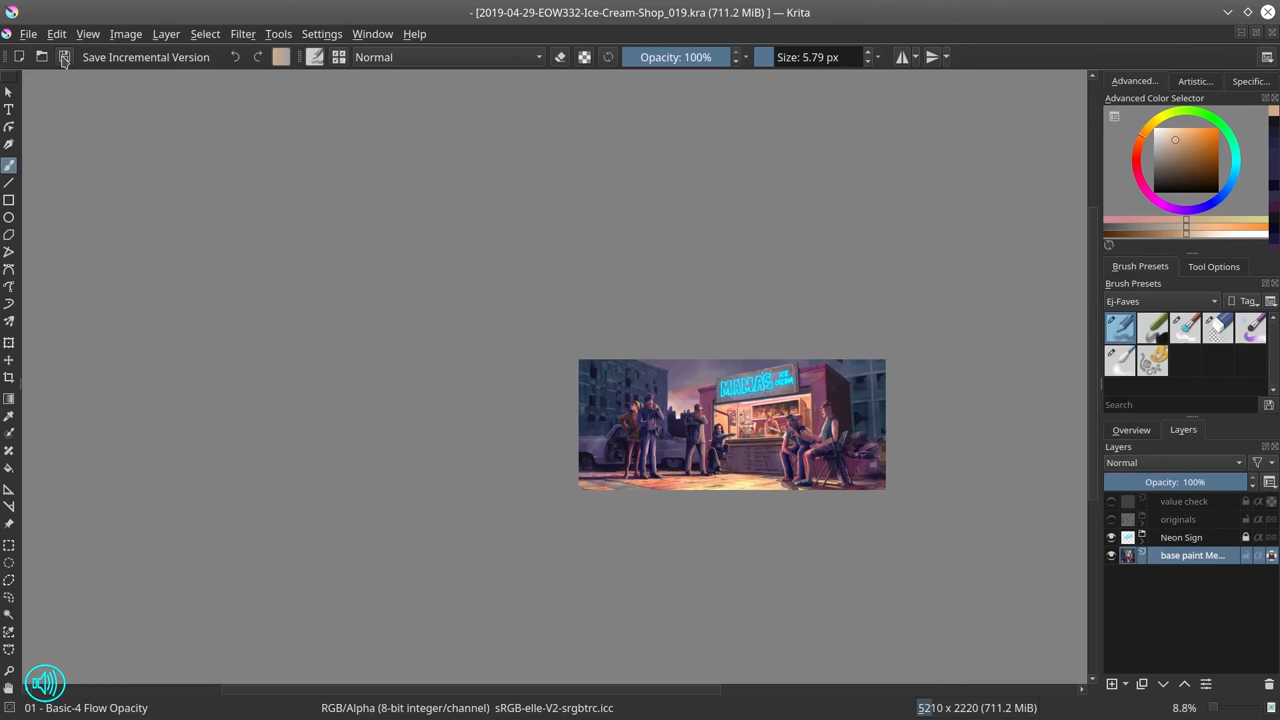 - [2019-04-29-EOW332-Ice-Cream-Shop_019.kra (711.2 MiB) ] — Krita
File Edit View Image Layer Select Filter Tools Settings Window Help
Save Incremental Version Normal Opacity: 100% Size: 5.79 px
Advanced... Artistic... Specific...
Advanced Color Selector
Brush Presets Tool Options
Brush Presets
Ej-Faves Tag
Search
Overview Layers
Layers
Normal
Opacity: 100%
value check
originals
Neon Sign
base paint Me...
MAMA'S ICE CREAM
01 - Basic-4 Flow Opacity RGB/Alpha (8-bit integer/channel) sRGB-elle-V2-srgbtrc.icc 5210 x 2220 (711.2 MiB) 8.8%